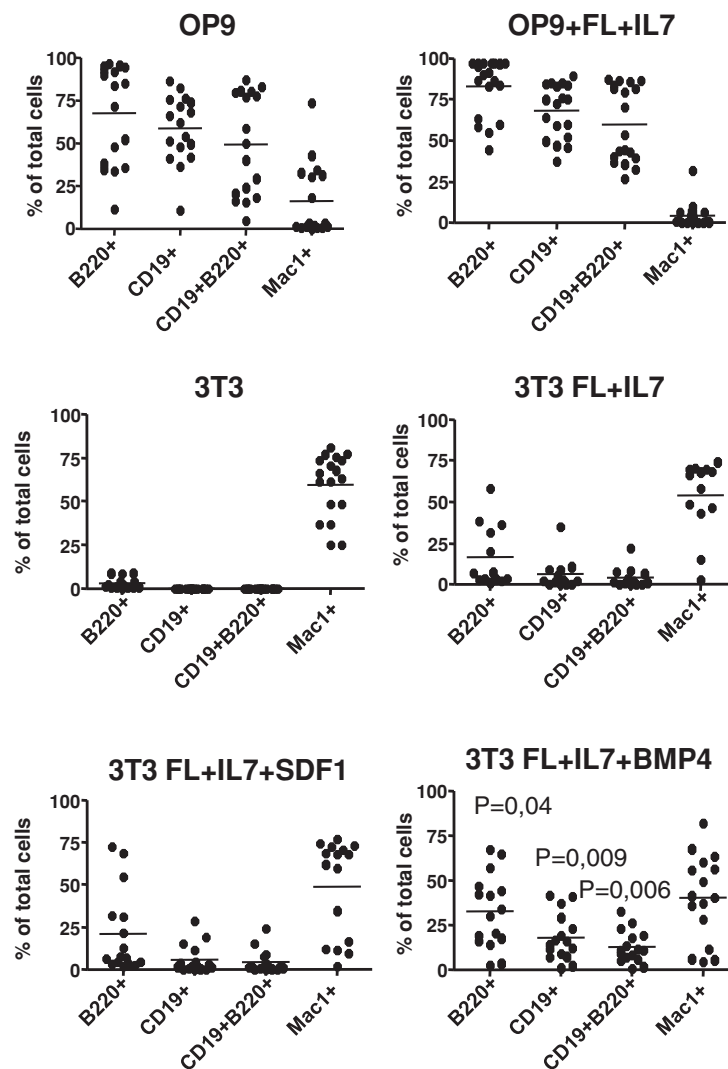 OP9
% of total cells
100
75
50
25
0
B220+
CD19+
CD19+B220+
Mac1+
OP9+FL+IL7
% of total cells
100
75
50
25
0
B220+
CD19+
CD19+B220+
Mac1+
3T3
% of total cells
100
75
50
25
0
B220+
CD19+
CD19+B220+
Mac1+
3T3 FL+IL7
% of total cells
100
75
50
25
0
B220+
CD19+
CD19+B220+
Mac1+
3T3 FL+IL7+SDF1
% of total cells
100
75
50
25
0
B220+
CD19+
CD19+B220+
Mac1+
3T3 FL+IL7+BMP4
% of total cells
100
75
50
25
0
P=0,04
P=0,009
P=0,006
B220+
CD19+
CD19+B220+
Mac1+